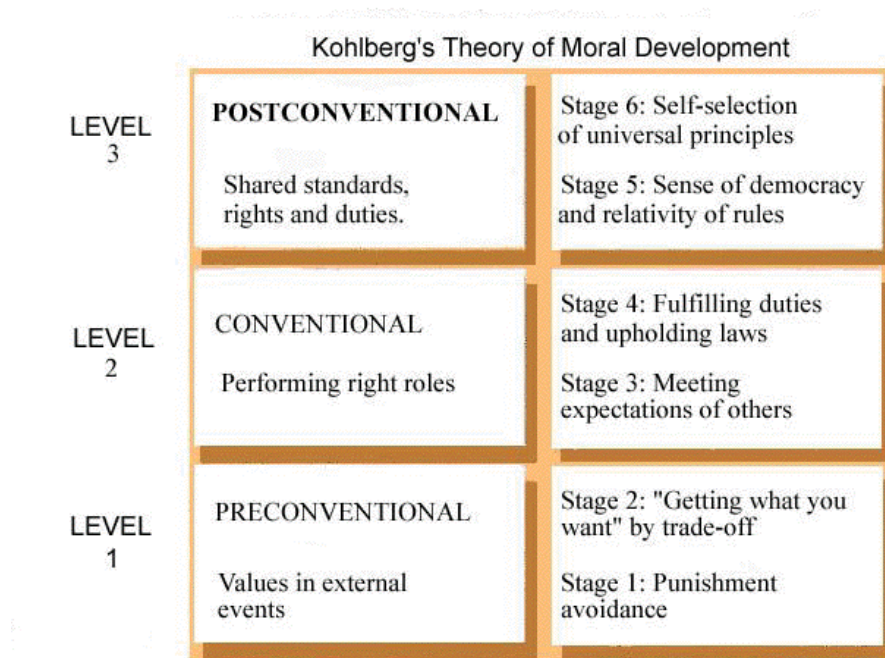 Kohlberg's Theory of Moral Development
LEVEL
3
POSTCONVENTIONAL
Shared standards,
rights and duties.
Stage 6: Self-selection
of universal principles
Stage 5: Sense of democracy
and relativity of rules
LEVEL
2
CONVENTIONAL
Performing right roles
Stage 4: Fulfilling duties
and upholding laws
Stage 3: Meeting
expectations of others
LEVEL
1
PRECONVENTIONAL
Values in external
events
Stage 2: "Getting what you
want" by trade-off
Stage 1: Punishment
avoidance